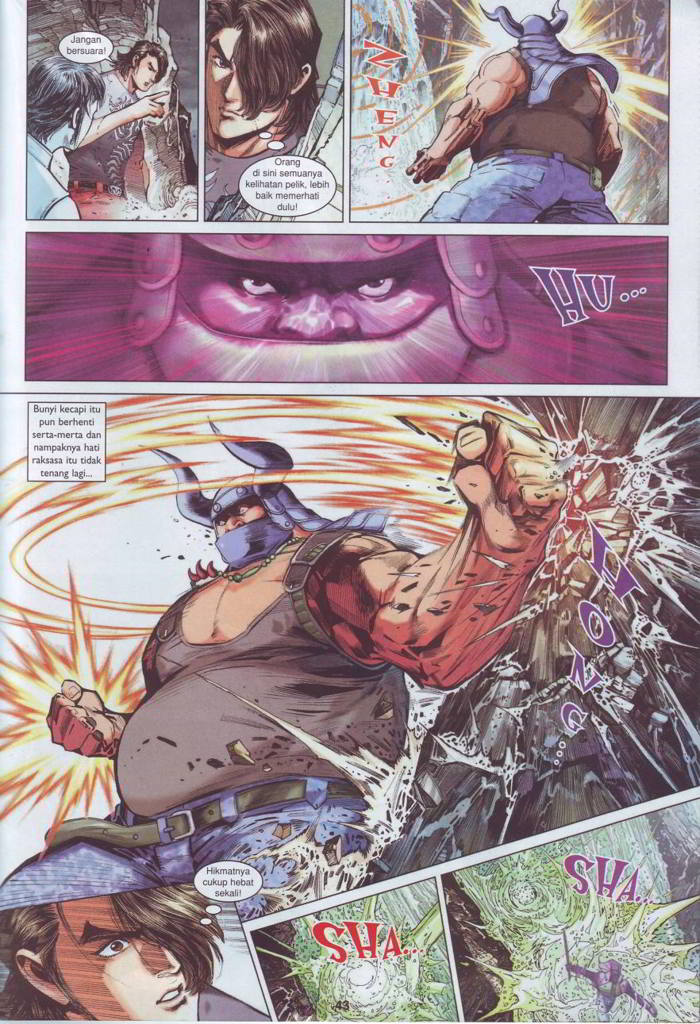 Jangan
bersuara!
Orang
di sini semuanya
kelihatan pelik, lebih
baik memerhati
dulu!
ZHENG
HU...
Bunyi kecapi itu
pun berhenti
serta-merta dan
nampaknya hati
raksasa itu tidak
tenang lagi...
HONG...
Hikmatnya
cukup hebat
sekali!
SHA...
SHA...
43